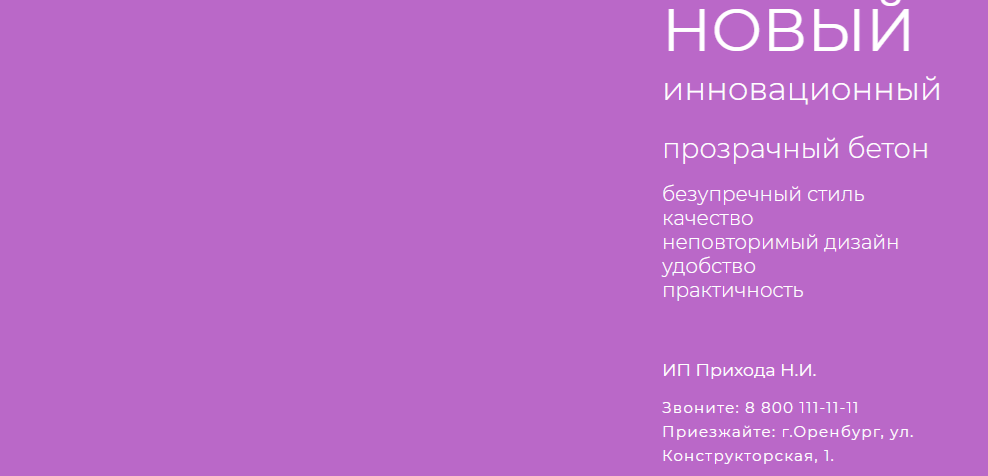 НОВЫЙ
инновационный
прозрачный бетон
безупречный стиль
качество
неповторимый дизайн
удобство
практичность
ИП Прихода Н.И.
Звоните: 8 800 111-11-11
Приезжайте: г.Оренбург, ул.
Конструкторская, 1.